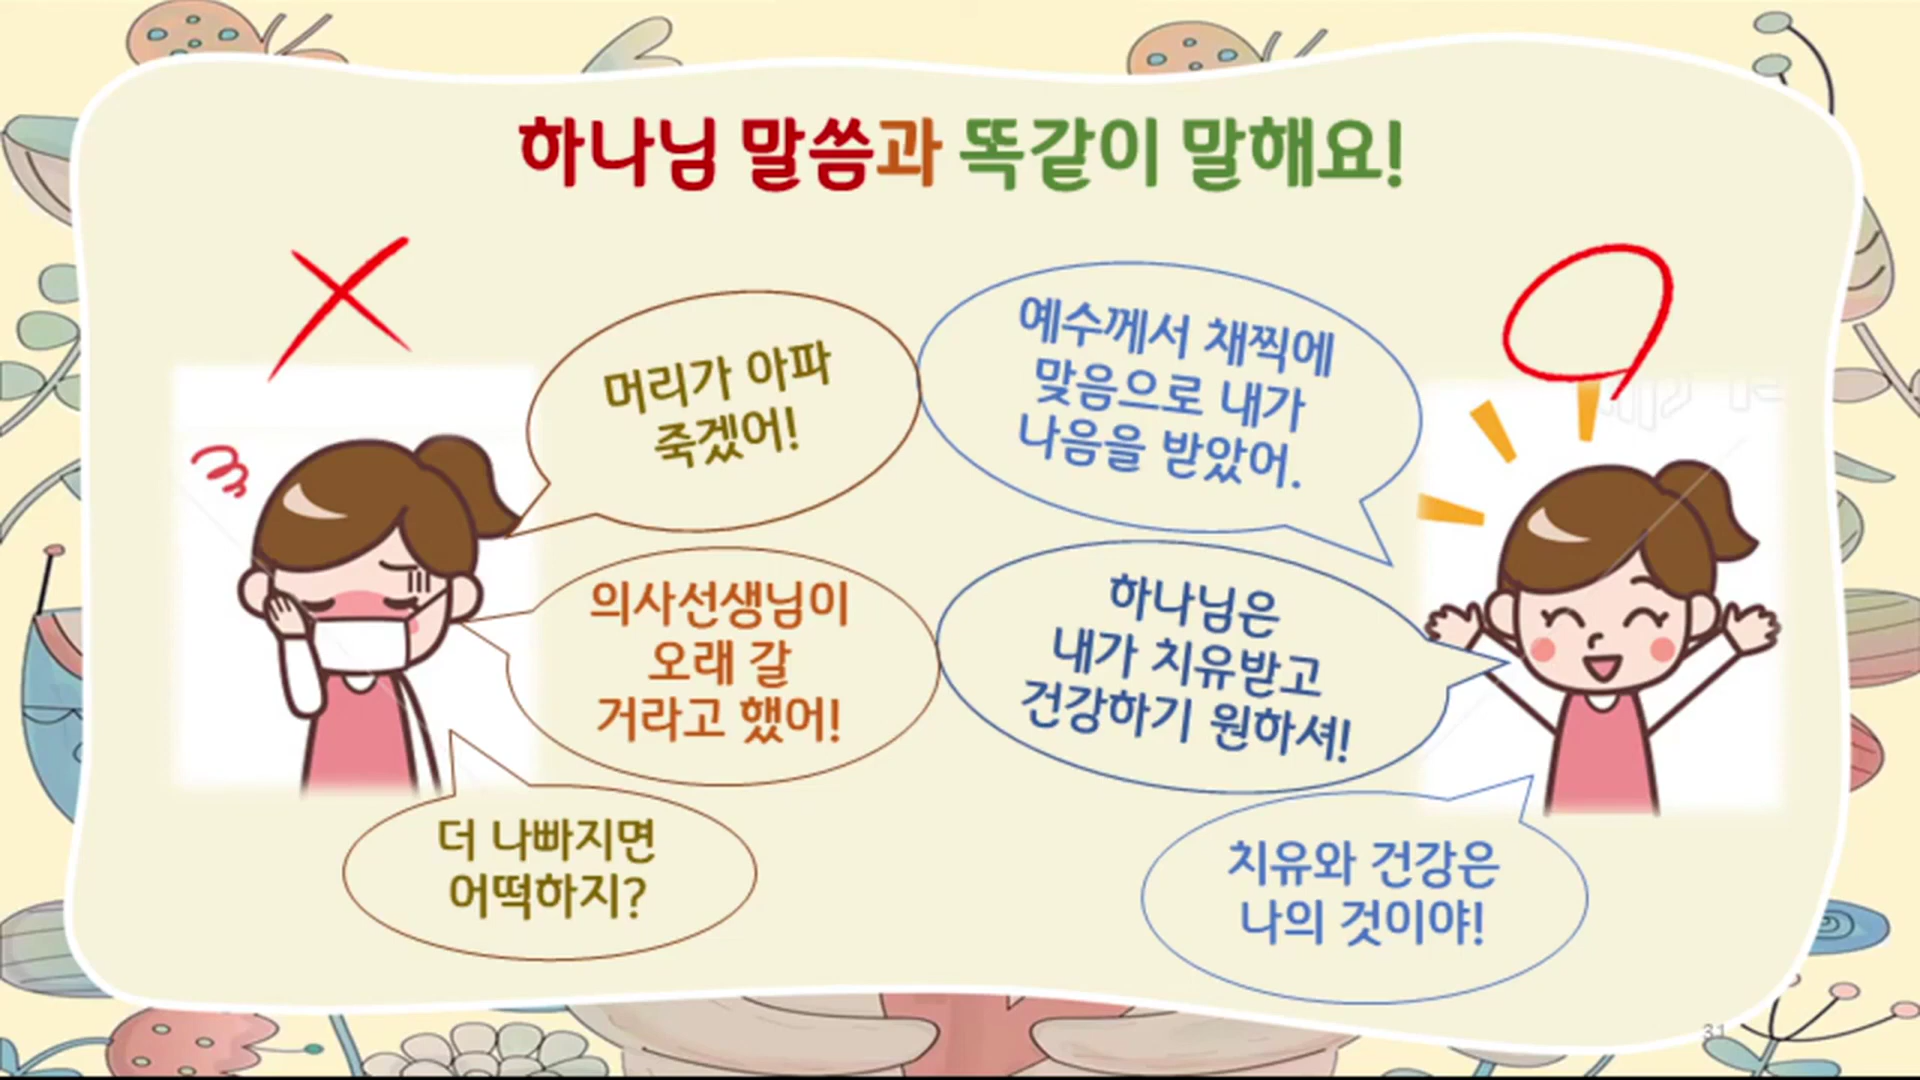 하나님 말씀과 똑같이 말해요!
머리가 아파
죽겠어!
의사선생님이
오래 갈
거라고 했어!
더 나빠지면
어떡하지?
예수께서 채찍에
맞음으로 내가
나음을 받았어.
하나님은
내가 치유받고
건강하기 원하셔!
치유와 건강은
나의 것이야!
31